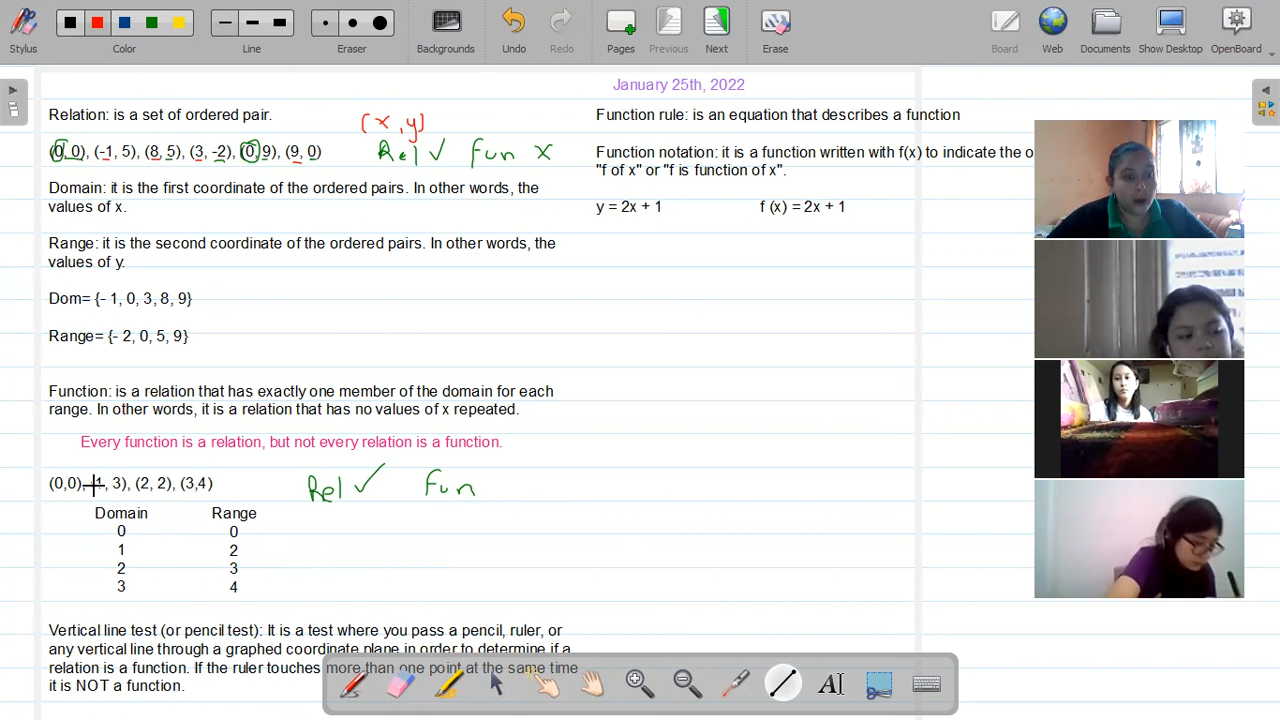 Stylus
Color
Line
Eraser
Backgrounds
Undo
Redo
Pages
Previous
Next
Erase
Board
Web
Documents
Show Desktop
OpenBoard
January 25th, 2022
Relation: is a set of ordered pair.
(x, y)
(0, 0), (-1, 5), (8, 5), (3, -2), (0, 9), (9, 0)
Rel ✓ fun x
Domain: it is the first coordinate of the ordered pairs. In other words, the
values of x.
Range: it is the second coordinate of the ordered pairs. In other words, the
values of y.
Dom= {- 1, 0, 3, 8, 9}
Range= {- 2, 0, 5, 9}
Function: is a relation that has exactly one member of the domain for each
range. In other words, it is a relation that has no values of x repeated.
Every function is a relation, but not every relation is a function.
(0,0), (1, 3), (2, 2), (3,4)
Rel ✓ fun
Domain Range
0 0
1 2
2 3
3 4
Vertical line test (or pencil test): It is a test where you pass a pencil, ruler, or
any vertical line through a graphed coordinate plane in order to determine if a
relation is a function. If the ruler touches more than one point at the same time
it is NOT a function.
Function rule: is an equation that describes a function
Function notation: it is a function written with f(x) to indicate the o
"f of x" or "f is function of x".
y = 2x + 1 f (x) = 2x + 1